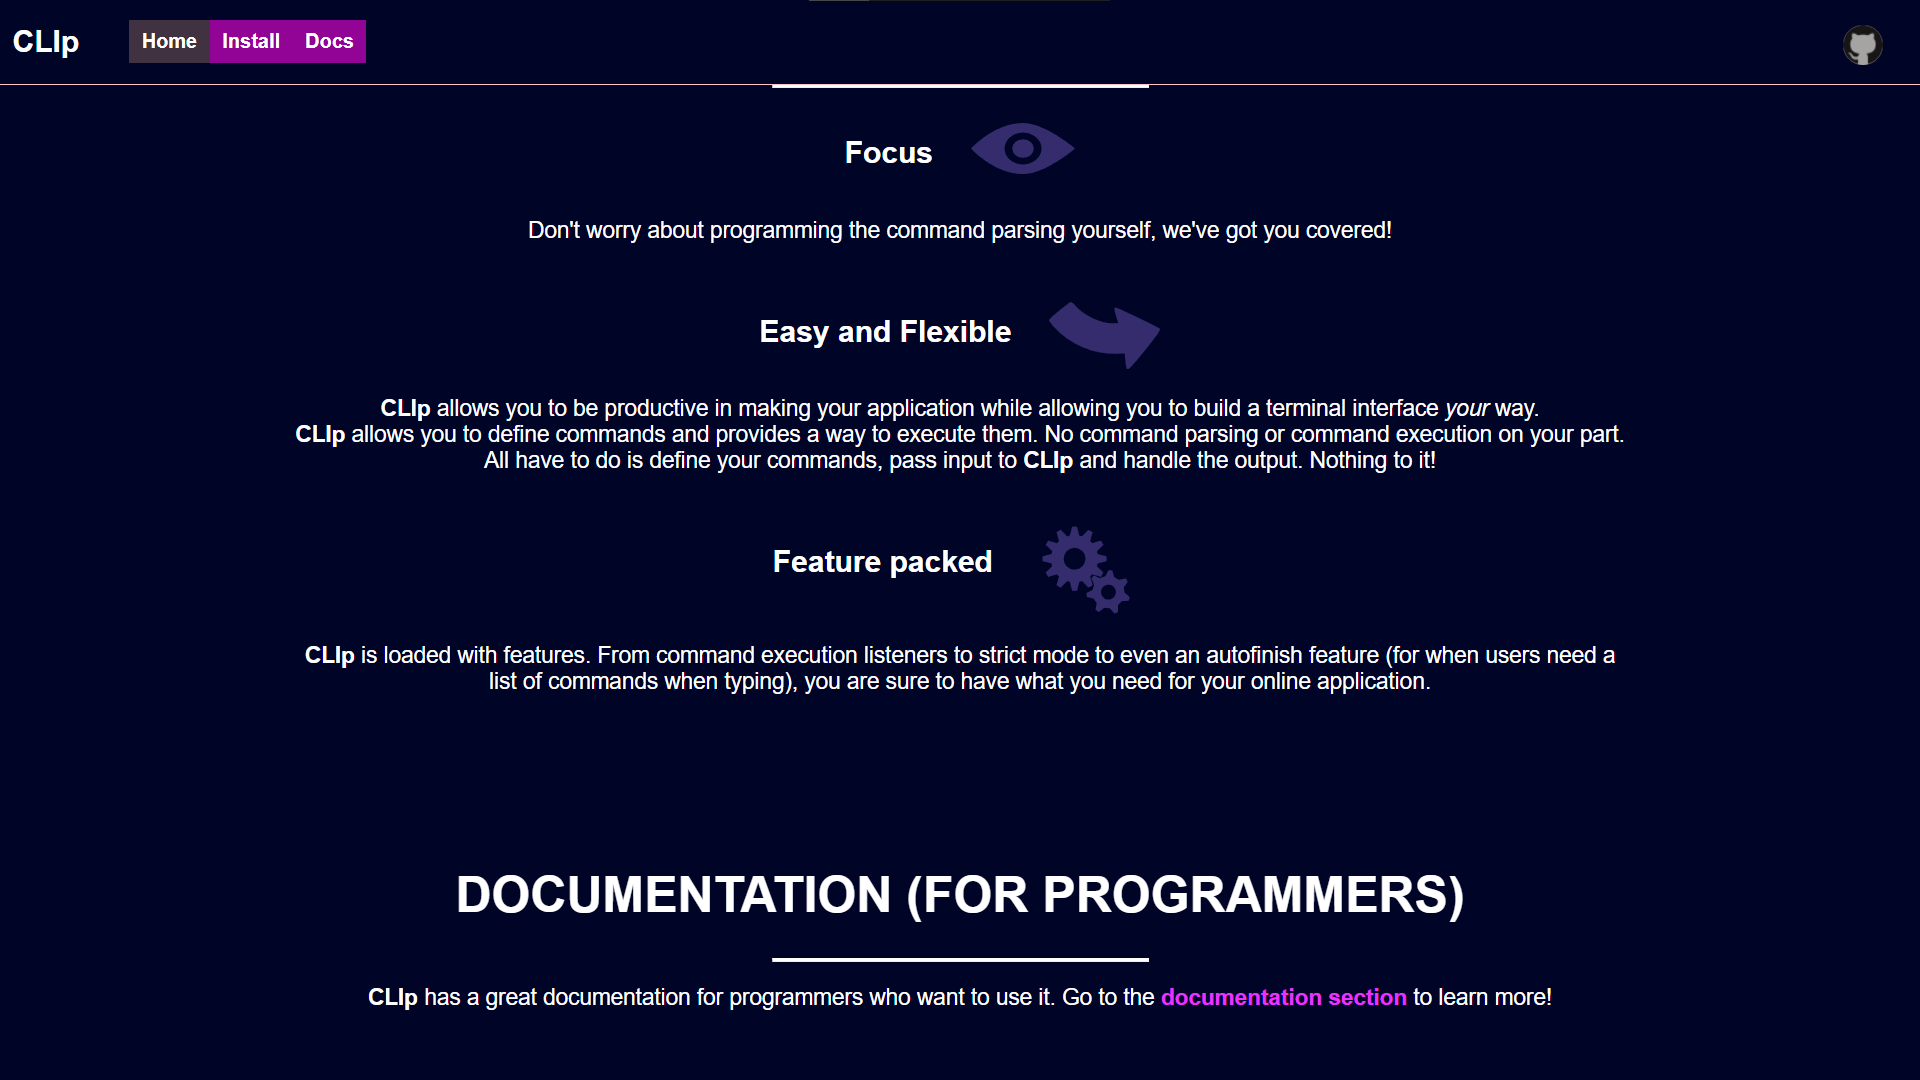 CLIp
Home Install Docs
Focus
Don't worry about programming the command parsing yourself, we've got you covered!
Easy and Flexible
CLIp allows you to be productive in making your application while allowing you to build a terminal interface your way.
CLIp allows you to define commands and provides a way to execute them. No command parsing or command execution on your part.
All have to do is define your commands, pass input to CLIp and handle the output. Nothing to it!
Feature packed
CLIp is loaded with features. From command execution listeners to strict mode to even an autofinish feature (for when users need a
list of commands when typing), you are sure to have what you need for your online application.
DOCUMENTATION (FOR PROGRAMMERS)
CLIp has a great documentation for programmers who want to use it. Go to the documentation section to learn more!